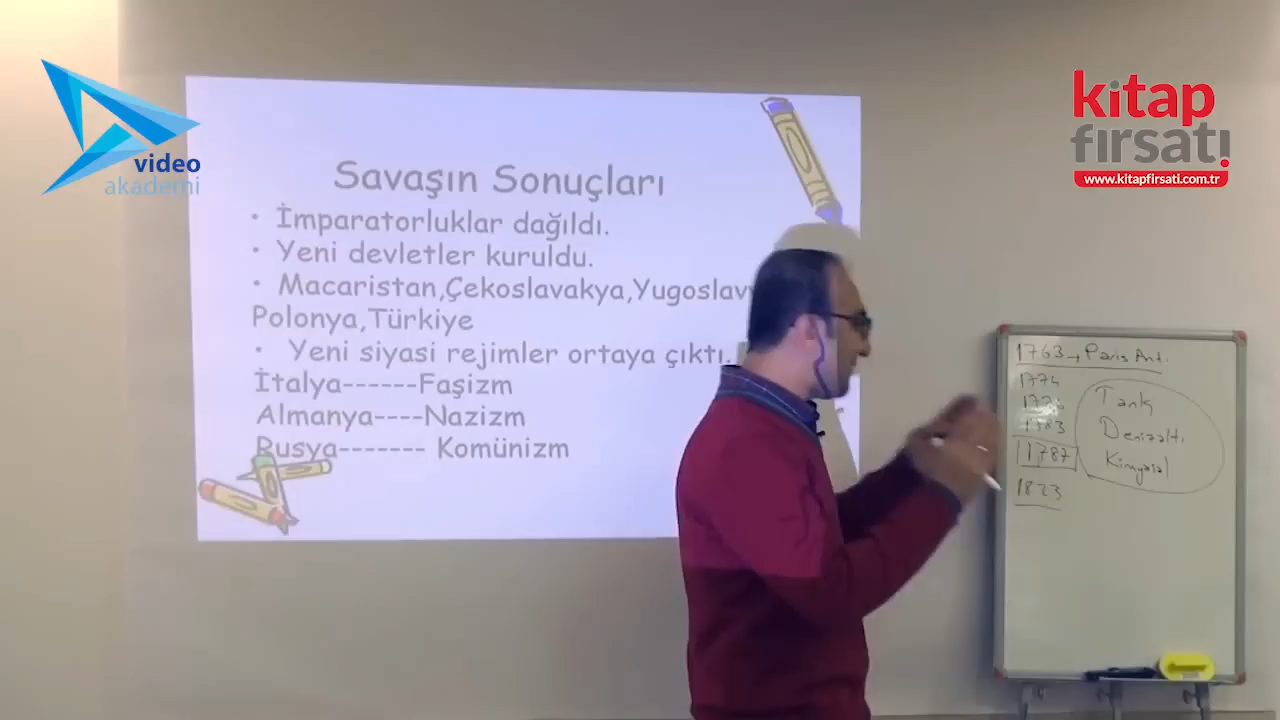 video
akademi
kitap
fırsatı
www.kitapfirsati.com.tr
Savaşın Sonuçları
• İmparatorluklar dağıldı.
• Yeni devletler kuruldu.
• Macaristan,Çekoslavakya,Yugoslavy
Polonya,Türkiye
• Yeni siyasi rejimler ortaya çıktı.
İtalya------Faşizm
Almanya----Nazizm
Rusya------- Komünizm
1763→Paris Ant.
1774
1783
1787
1823
Tank
Denizaltı
Kimyasal